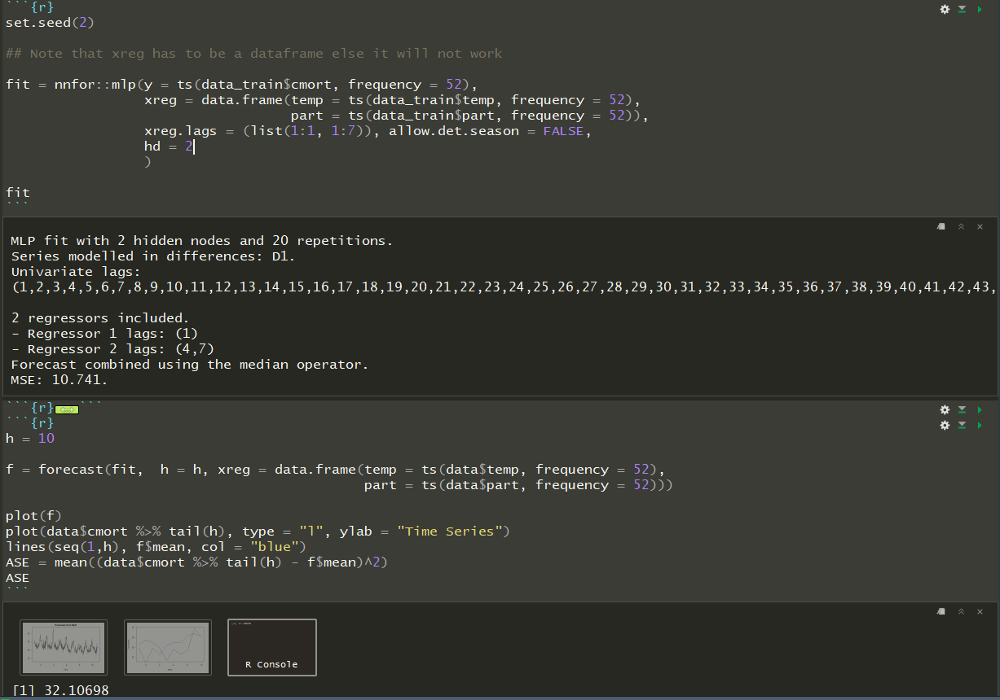 ```{r}
set.seed(2)
## Note that xreg has to be a dataframe else it will not work
fit = nnfor::mlp(y = ts(data_train$cmort, frequency = 52),
xreg = data.frame(temp = ts(data_train$temp, frequency = 52),
part = ts(data_train$part, frequency = 52)),
xreg.lags = (list(1:1, 1:7)), allow.det.season = FALSE,
hd = 2
)
fit
```
MLP fit with 2 hidden nodes and 20 repetitions.
Series modelled in differences: D1.
Univariate lags:
(1,2,3,4,5,6,7,8,9,10,11,12,13,14,15,16,17,18,19,20,21,22,23,24,25,26,27,28,29,30,31,32,33,34,35,36,37,38,39,40,41,42,43,
2 regressors included.
- Regressor 1 lags: (1)
- Regressor 2 lags: (4,7)
Forecast combined using the median operator.
MSE: 10.741.
```{r}```
```{r}
h = 10
f = forecast(fit,  h = h, xreg = data.frame(temp = ts(data$temp, frequency = 52),
part = ts(data$part, frequency = 52)))
plot(f)
plot(data$cmort %>% tail(h), type = "l", ylab = "Time Series")
lines(seq(1,h), f$mean, col = "blue")
ASE = mean((data$cmort %>% tail(h) - f$mean)^2)
ASE
```
R Console
[1] 32.10698